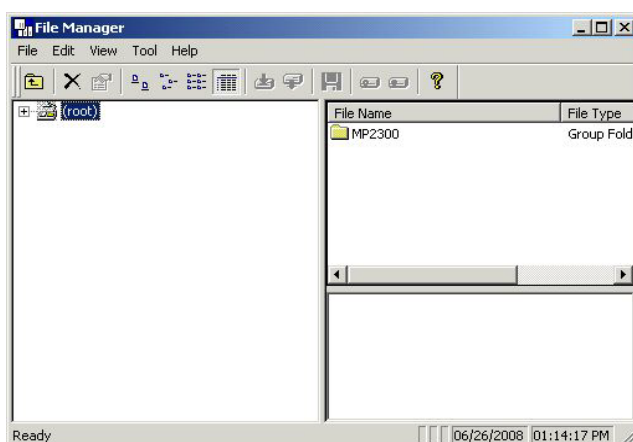 File Manager
File Edit View Tool Help
(root)
File Name File Type
MP2300 Group Fold
Ready 06/26/2008 01:14:17 PM